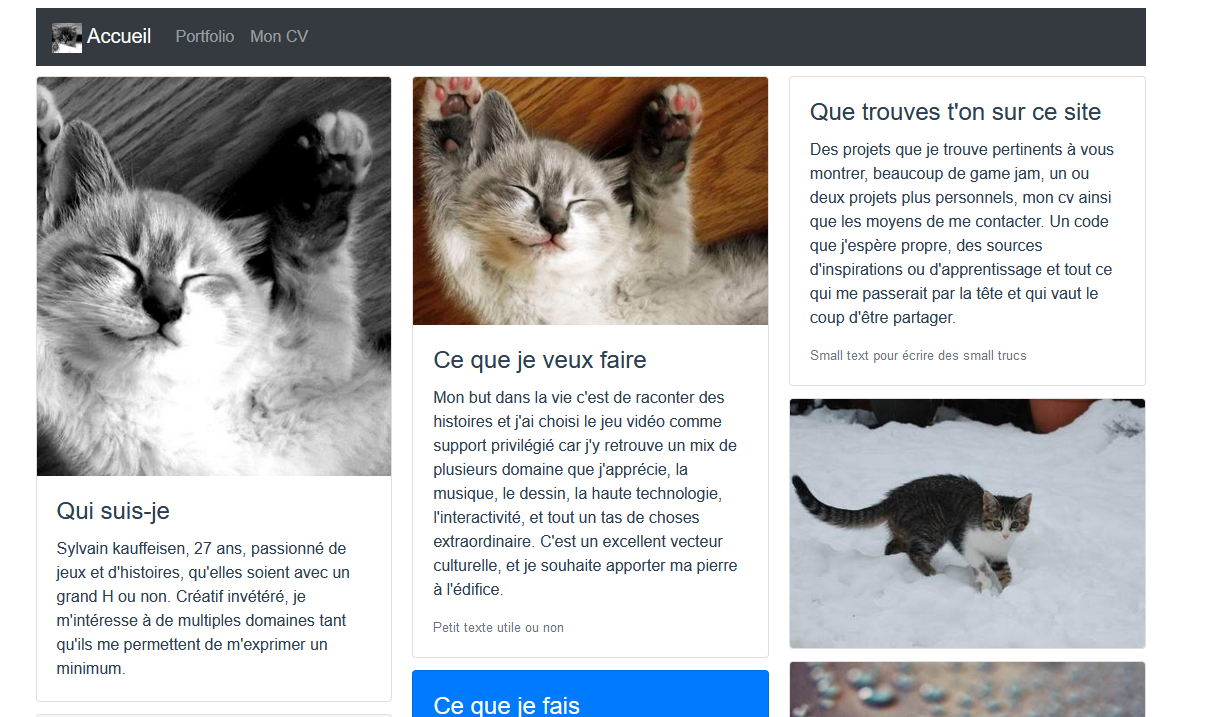 Accueil Portfolio Mon CV
Qui suis-je
Sylvain kauffeisen, 27 ans, passionné de
jeux et d'histoires, qu'elles soient avec un
grand H ou non. Créatif invétéré, je
m'intéresse à de multiples domaines tant
qu'ils me permettent de m'exprimer un
minimum.
Ce que je veux faire
Mon but dans la vie c'est de raconter des
histoires et j'ai choisi le jeu vidéo comme
support privilégié car j'y retrouve un mix de
plusieurs domaine que j'apprécie, la
musique, le dessin, la haute technologie,
l'interactivité, et tout un tas de choses
extraordinaire. C'est un excellent vecteur
culturelle, et je souhaite apporter ma pierre
à l'édifice.
Petit texte utile ou non
Ce que je fais
Que trouves t'on sur ce site
Des projets que je trouve pertinents à vous
montrer, beaucoup de game jam, un ou
deux projets plus personnels, mon cv ainsi
que les moyens de me contacter. Un code
que j'espère propre, des sources
d'inspirations ou d'apprentissage et tout ce
qui me passerait par la tête et qui vaut le
coup d'être partager.
Small text pour écrire des small trucs